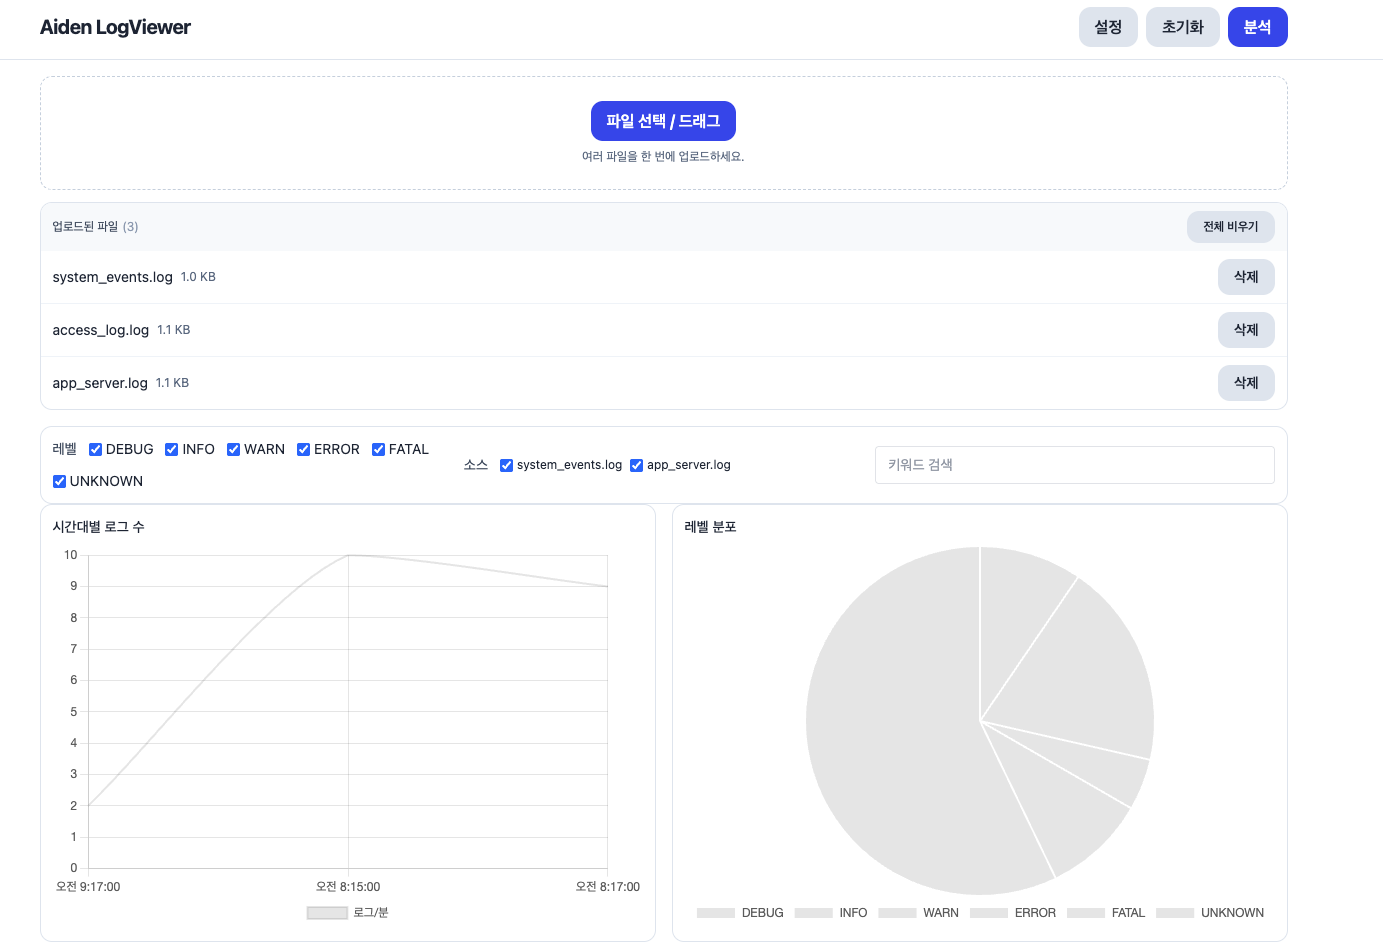 Aiden LogViewer
설정 초기화 분석
파일 선택 / 드래그
여러 파일을 한 번에 업로드하세요.
업로드된 파일 (3) 전체 비우기
system_events.log 1.0 KB 삭제
access_log.log 1.1 KB 삭제
app_server.log 1.1 KB 삭제
레벨 DEBUG INFO WARN ERROR FATAL
UNKNOWN
소스 system_events.log app_server.log
키워드 검색
시간대별 로그 수
10
9
8
7
6
5
4
3
2
1
0
오전 9:17:00 오전 8:15:00 오전 8:17:00
로그/분
레벨 분포
DEBUG INFO WARN ERROR FATAL UNKNOWN